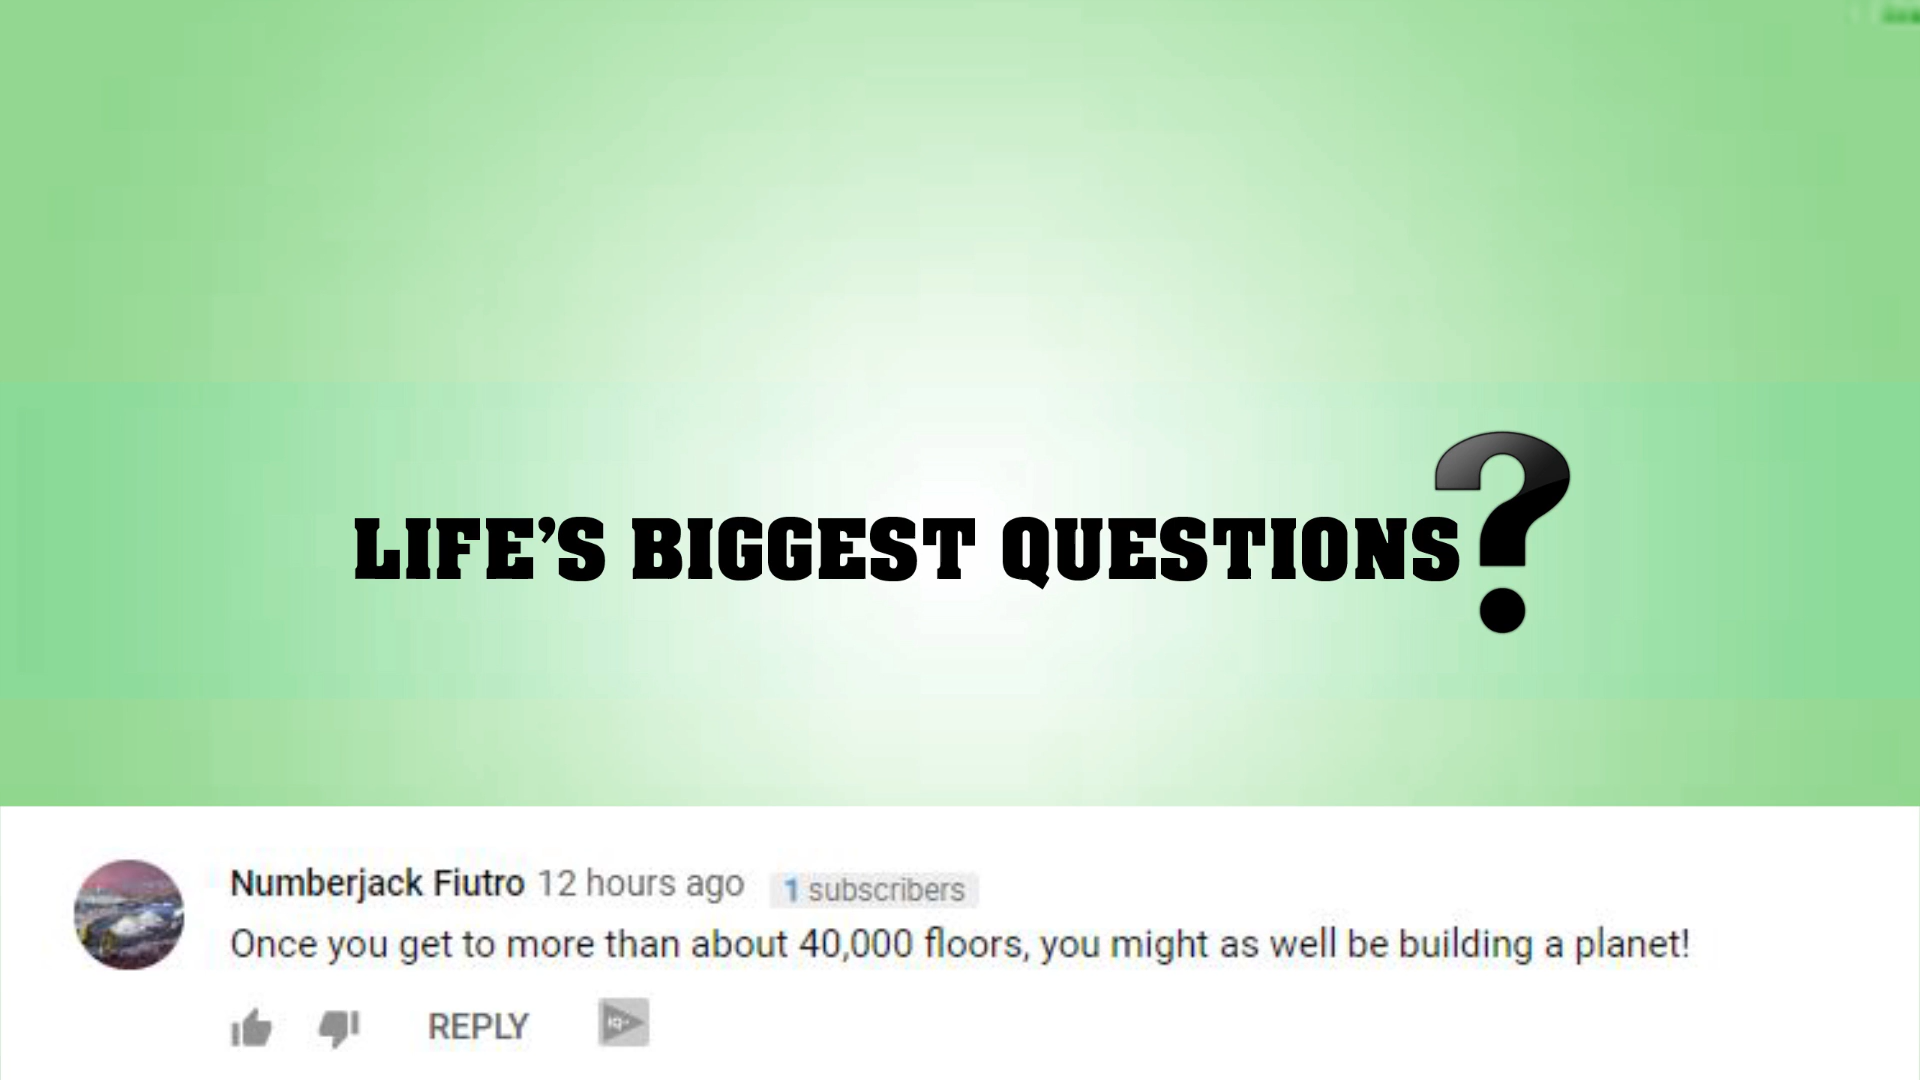 LIFE’S BIGGEST QUESTIONS?
Numberjack Fiutro 12 hours ago 1 subscribers
Once you get to more than about 40,000 floors, you might as well be building a planet!
REPLY